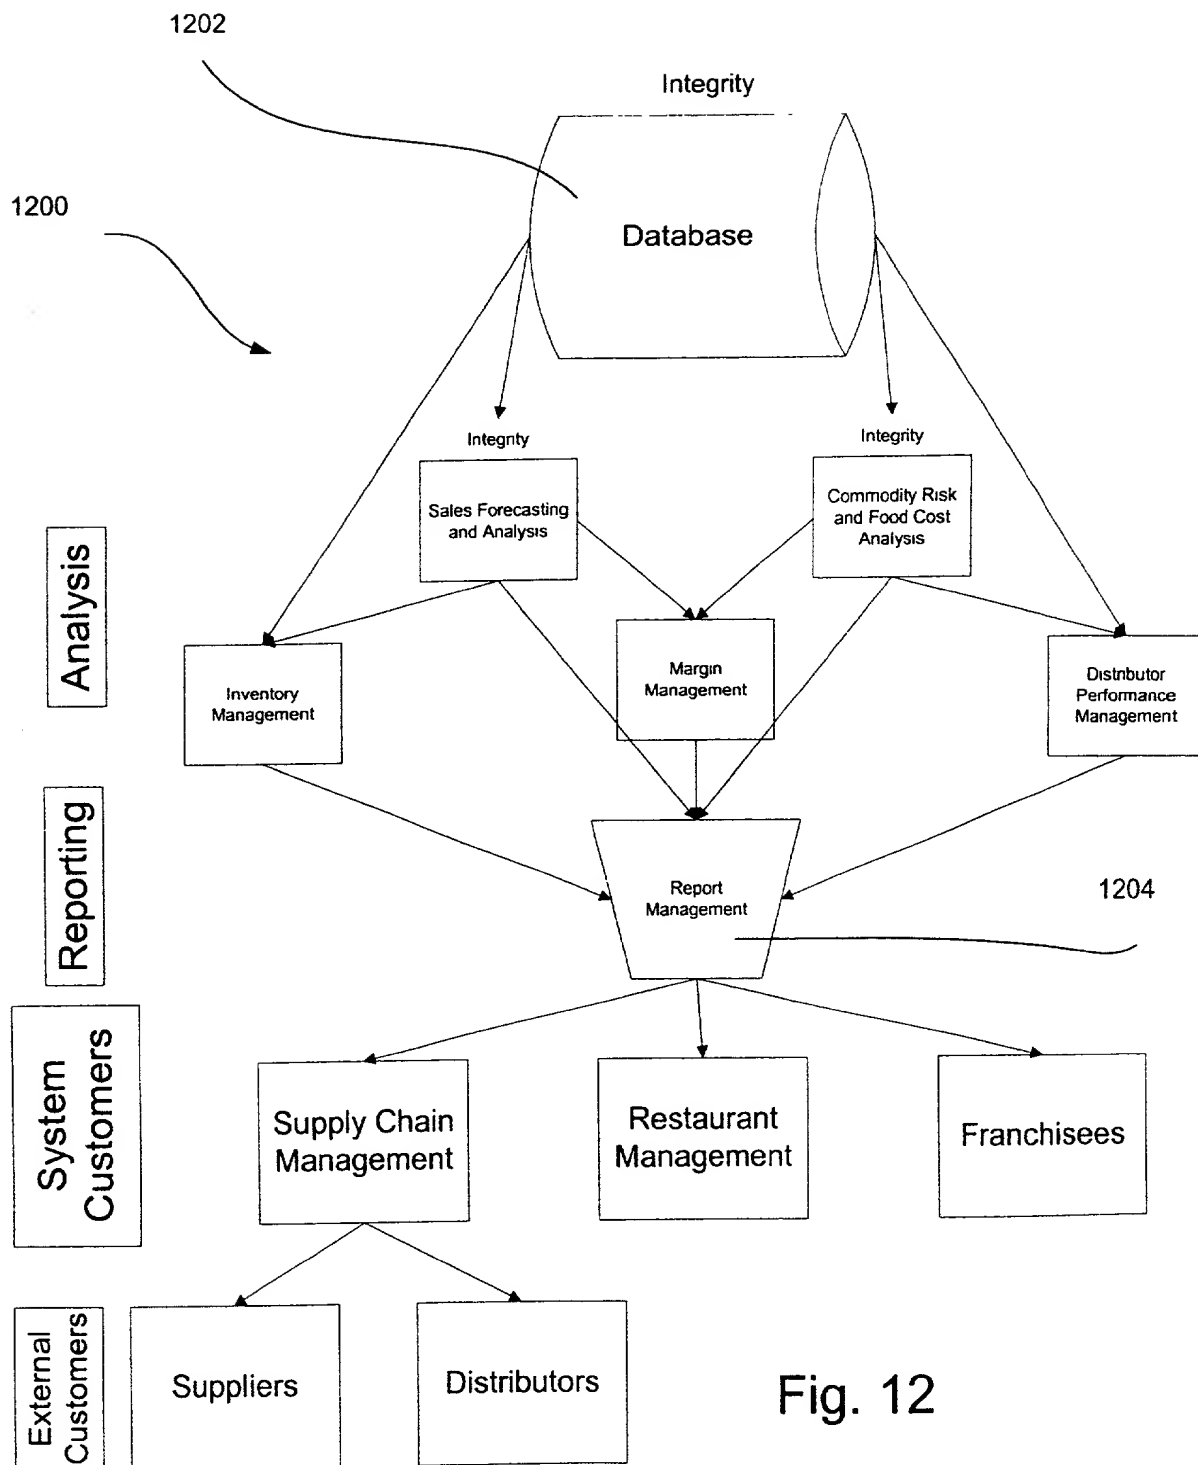 1202
Integrity
1200
Database
Integrity
Integrity
Sales Forecasting
and Analysis
Commodity Risk
and Food Cost
Analysis
Analysis
Inventory
Management
Margin
Management
Distributor
Performance
Management
Reporting
Report
Management
1204
System
Customers
Supply Chain
Management
Restaurant
Management
Franchisees
External
Customers
Suppliers
Distributors
Fig. 12